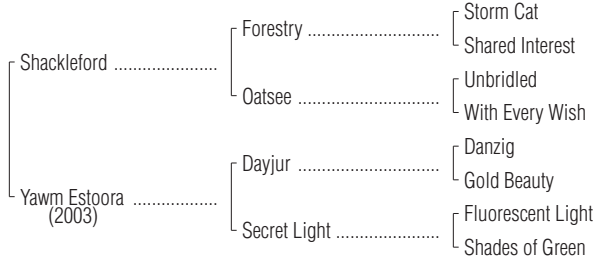 Storm Cat
Forestry
Shared Interest
Shackleford
Unbridled
Oatsee
With Every Wish
Danzig
Dayjur
Gold Beauty
Yawm Estoora
(2003)
Fluorescent Light
Secret Light
Shades of Green